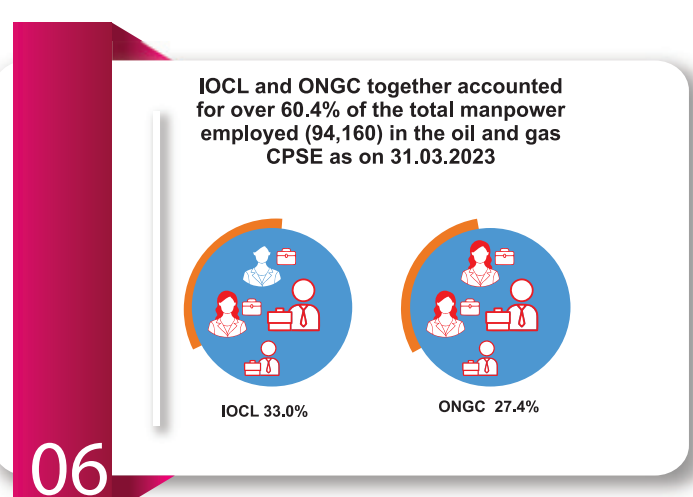 IOCL and ONGC together accounted
for over 60.4% of the total manpower
employed (94,160) in the oil and gas
CPSE as on 31.03.2023
IOCL 33.0%
ONGC 27.4%
06